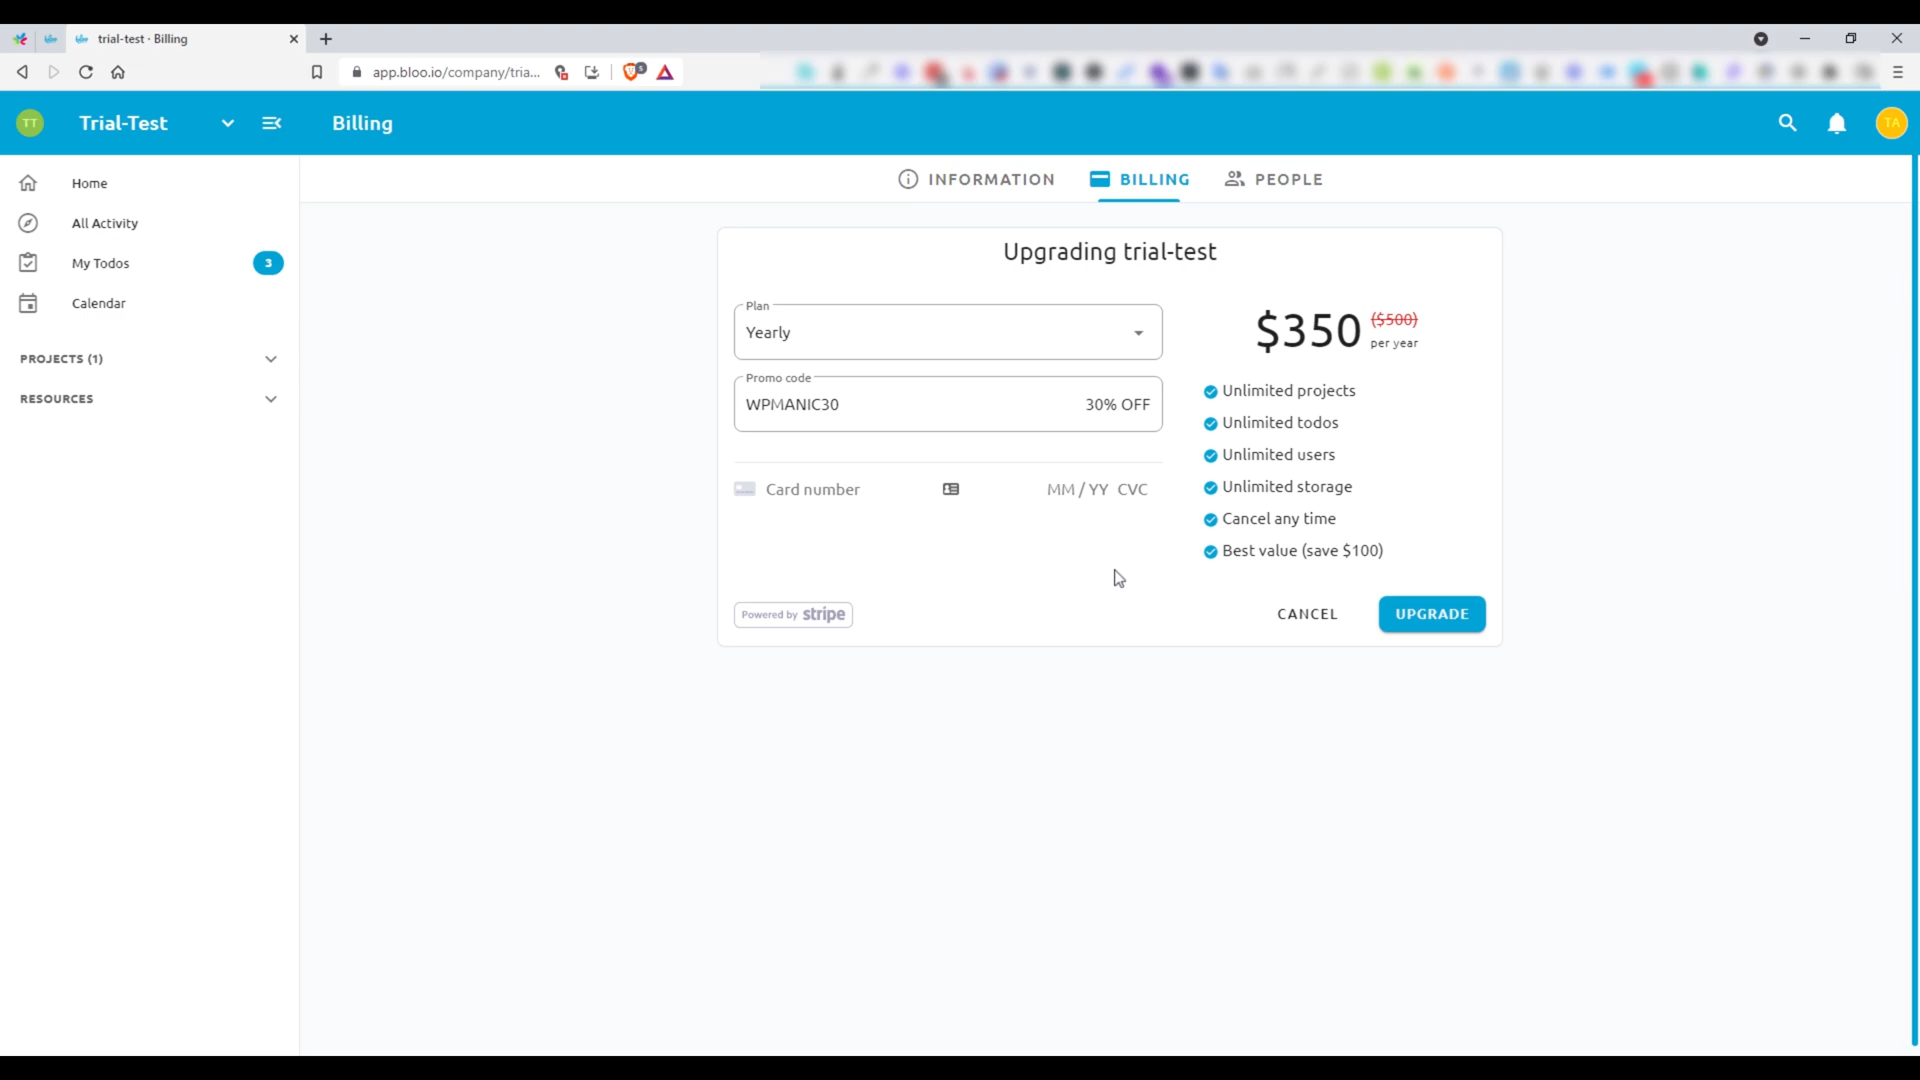 trial-test · Billing
app.bloo.io/company/tria...
5
TT
Trial-Test
Billing
TA
Home
All Activity
My Todos
3
Calendar
PROJECTS (1)
RESOURCES
INFORMATION
BILLING
PEOPLE
Upgrading trial-test
Plan
Yearly
Promo code
WPMANIC30
30% OFF
Card number
MM / YY CVC
Powered by stripe
$350
($500)
per year
Unlimited projects
Unlimited todos
Unlimited users
Unlimited storage
Cancel any time
Best value (save $100)
CANCEL
UPGRADE